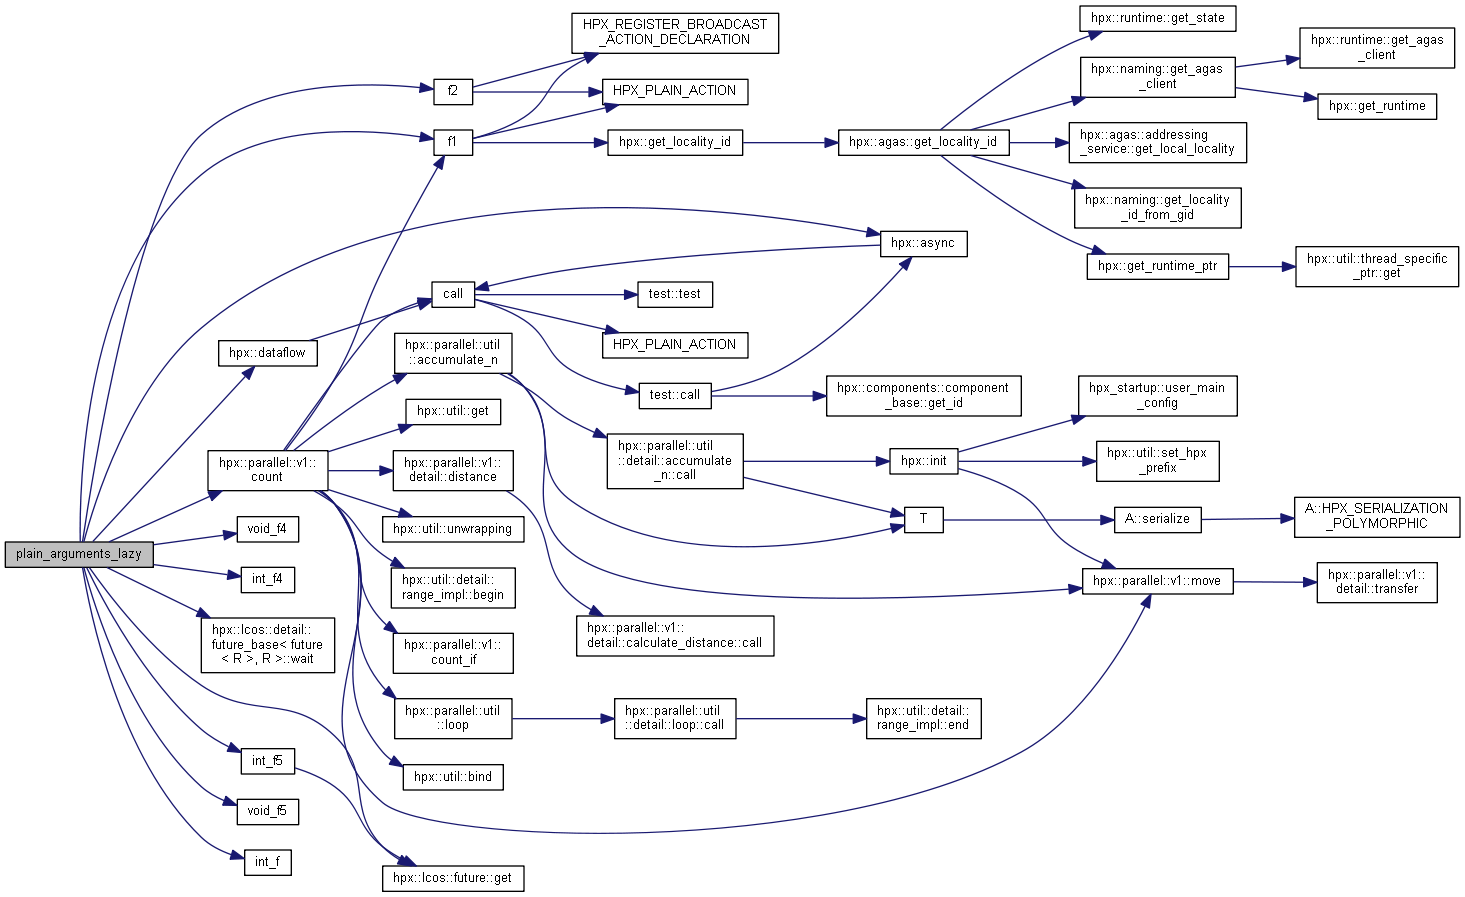 plain_arguments_lazy
f2
f1
hpx::async
call
hpx::dataflow
hpx::parallel::v1::
count
void_f4
int_f4
hpx::lcos::detail::
future_base< future
< R >, R >::wait
int_f5
void_f5
int_f
HPX_REGISTER_BROADCAST
_ACTION_DECLARATION
HPX_PLAIN_ACTION
hpx::get_locality_id
hpx::agas::get_locality_id
hpx::runtime::get_state
hpx::naming::get_agas
_client
hpx::runtime::get_agas
_client
hpx::get_runtime
hpx::agas::addressing
_service::get_local_locality
hpx::naming::get_locality
_id_from_gid
hpx::get_runtime_ptr
hpx::util::thread_specific
_ptr::get
test::test
HPX_PLAIN_ACTION
test::call
hpx::components::component
_base::get_id
hpx::parallel::util
::accumulate_n
hpx::util::get
hpx::parallel::v1::
detail::distance
hpx::util::unwrapping
hpx::util::detail::
range_impl::begin
hpx::parallel::v1::
count_if
hpx::parallel::util
::loop
hpx::util::bind
hpx::lcos::future::get
hpx::parallel::util
::detail::accumulate
_n::call
hpx::init
hpx_startup::user_main
_config
hpx::util::set_hpx
_prefix
T
A::serialize
A::HPX_SERIALIZATION
_POLYMORPHIC
hpx::parallel::v1::move
hpx::parallel::v1::
detail::transfer
hpx::parallel::v1::
detail::calculate_distance::call
hpx::parallel::util
::detail::loop::call
hpx::util::detail::
range_impl::end